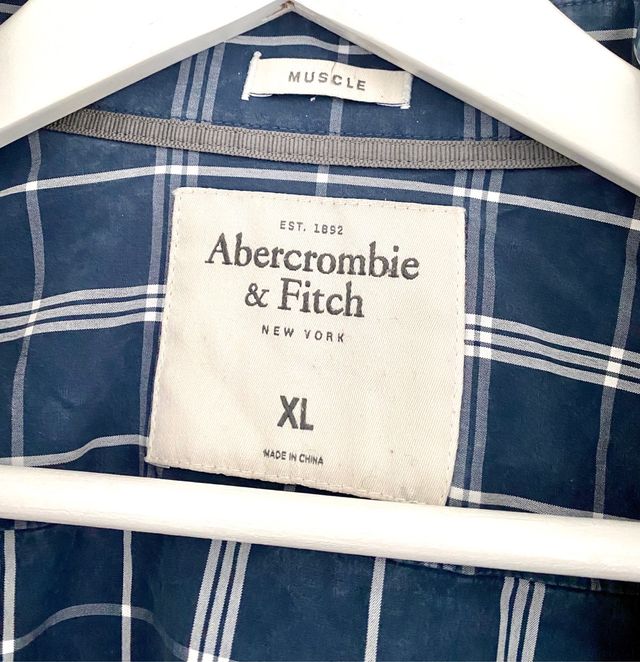 MUSCLE
EST. 1892
Abercrombie
& Fitch
NEW YORK
XL
MADE IN CHINA